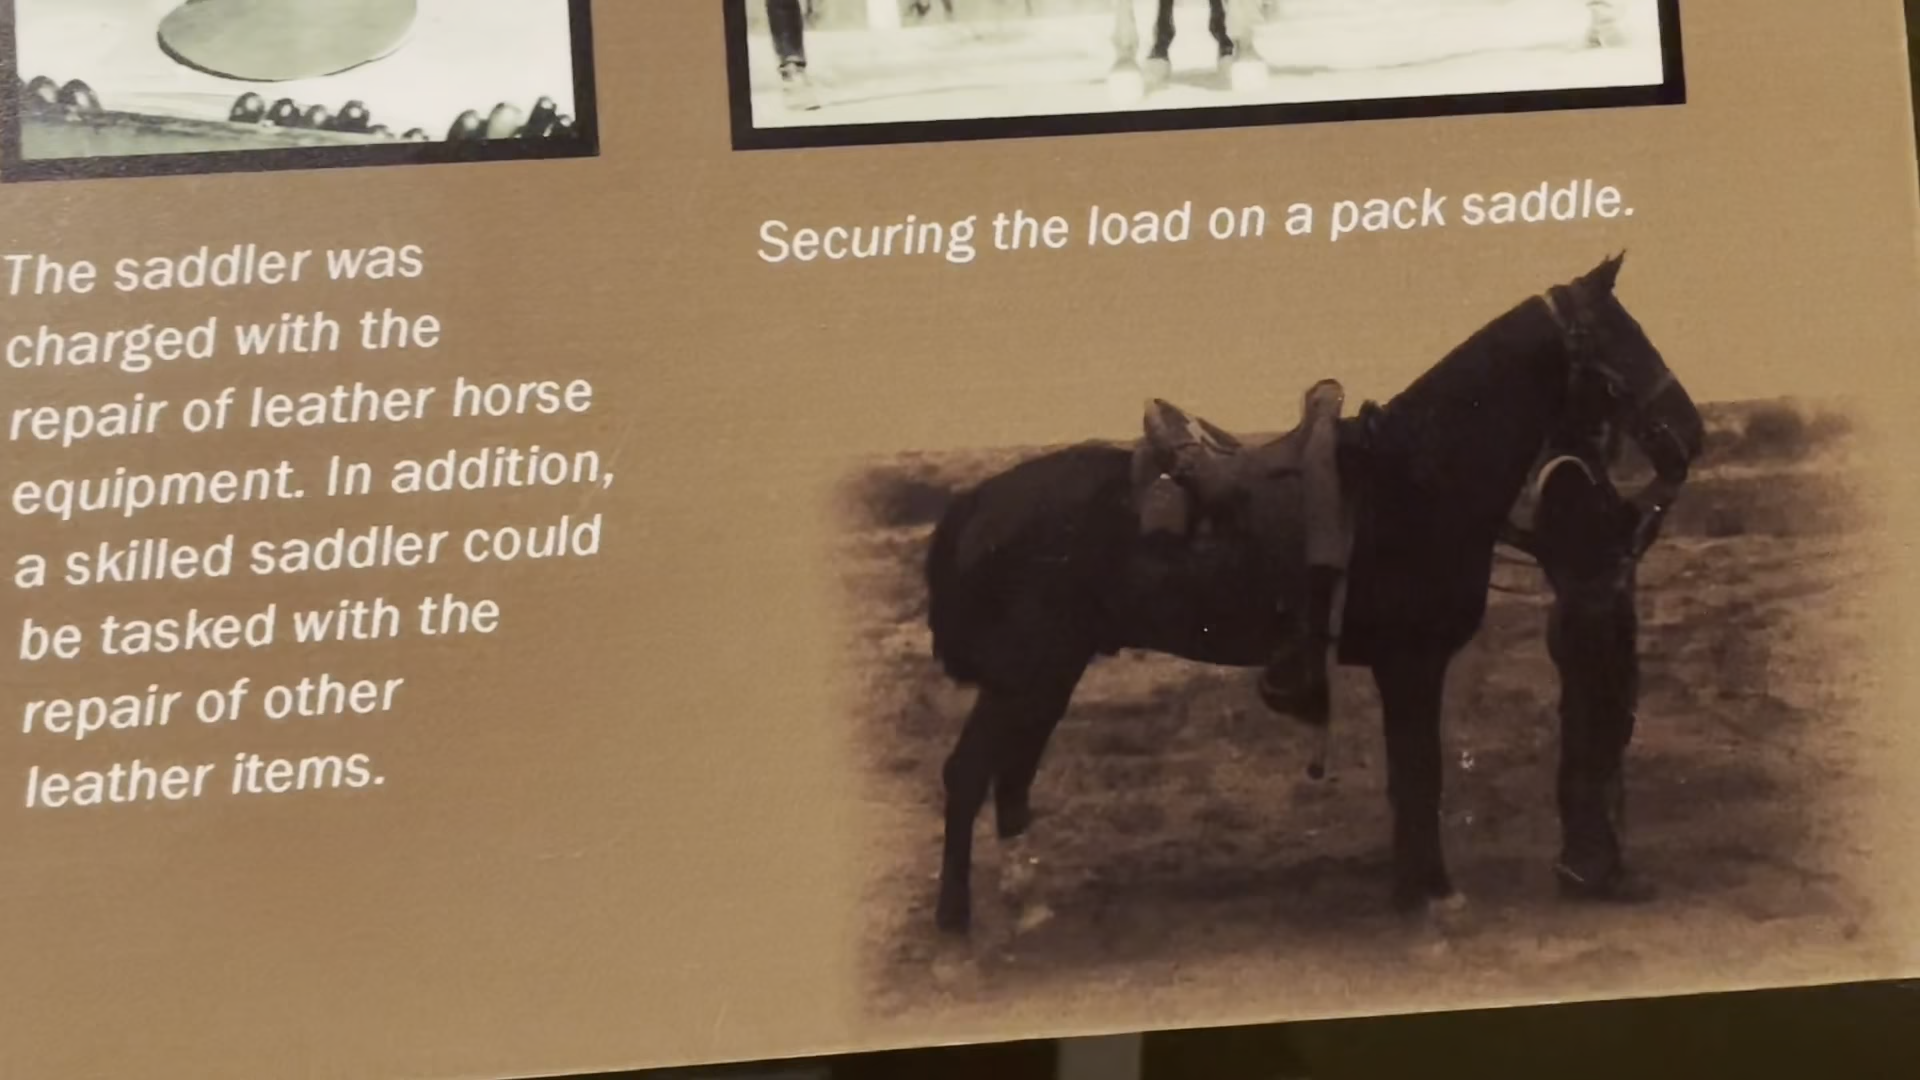 The saddler was
charged with the
repair of leather horse
equipment. In addition,
a skilled saddler could
be tasked with the
repair of other
leather items.
Securing the load on a pack saddle.